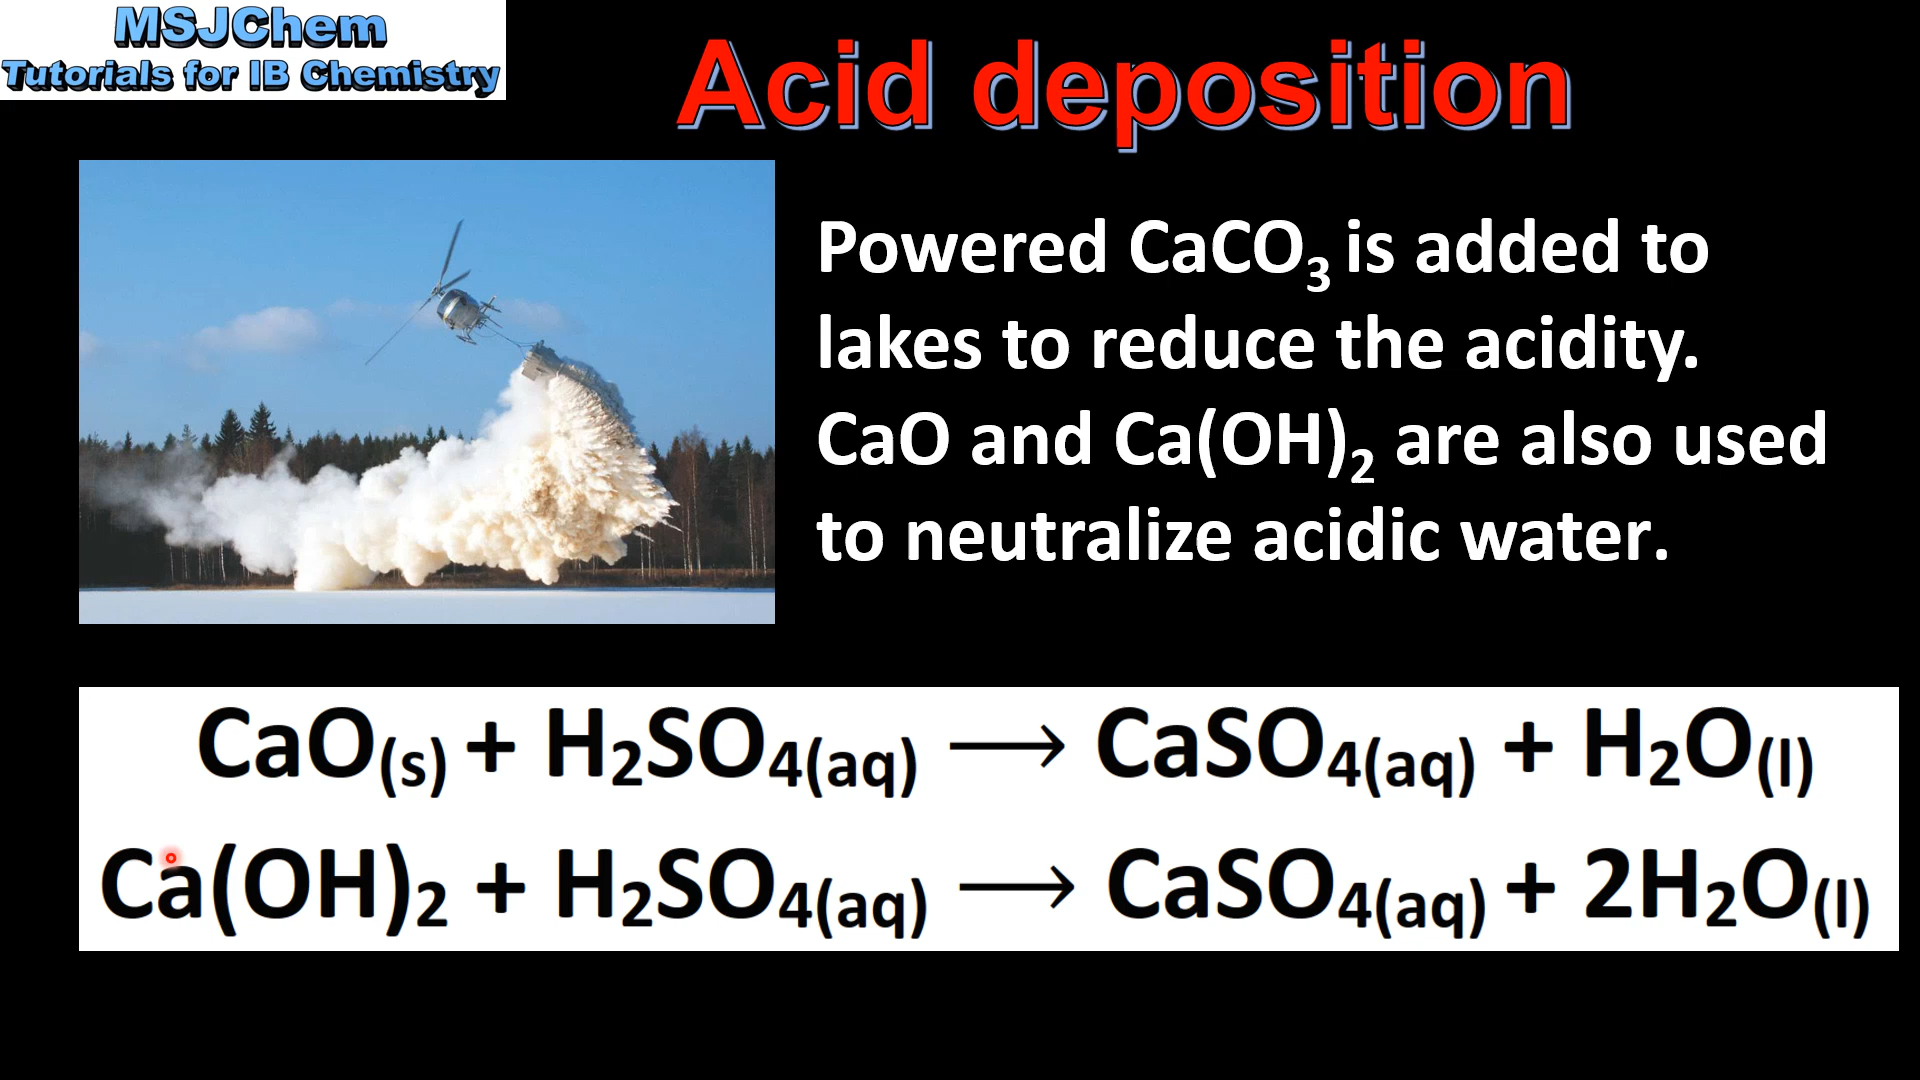 MSJChem
Tutorials for IB Chemistry
Acid deposition
Powered CaCO₃ is added to
lakes to reduce the acidity.
CaO and Ca(OH)₂ are also used
to neutralize acidic water.
CaO(s) + H₂SO₄(aq) ⟶ CaSO₄(aq) + H₂O(l)
Ca(OH)₂ + H₂SO₄(aq) ⟶ CaSO₄(aq) + 2H₂O(l)